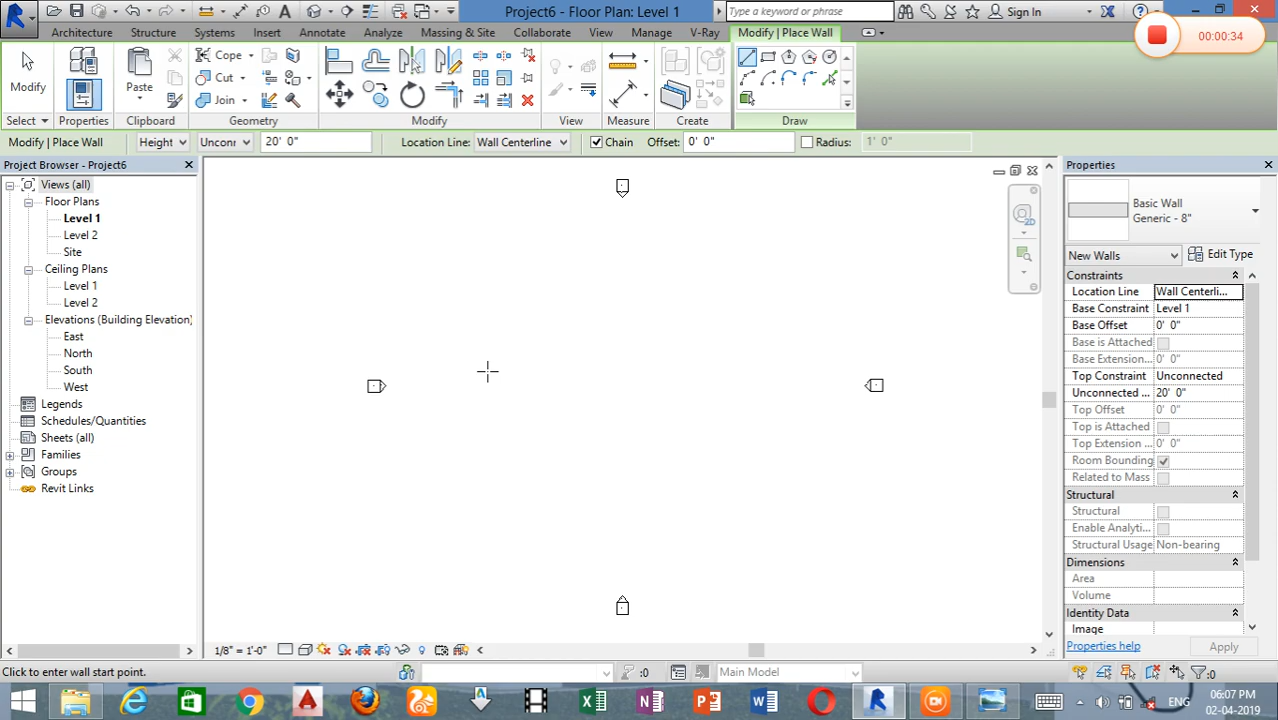 Project6 - Floor Plan: Level 1
Type a keyword or phrase
Sign In
00:00:34
Architecture
Structure
Systems
Insert
Annotate
Analyze
Massing & Site
Collaborate
View
Manage
V-Ray
Modify | Place Wall
Modify
Paste
Cope
Cut
Join
Select
Properties
Clipboard
Geometry
Modify
View
Measure
Create
Draw
Modify | Place Wall
Height
Unconr
20' 0"
Location Line:
Wall Centerline
Chain
Offset:
0' 0"
Radius:
1' 0"
Project Browser - Project6
Views (all)
Floor Plans
Level 1
Level 2
Site
Ceiling Plans
Level 1
Level 2
Elevations (Building Elevation)
East
North
South
West
Legends
Schedules/Quantities
Sheets (all)
Families
Groups
Revit Links
2D
Properties
Basic Wall
Generic - 8"
New Walls
Edit Type
Constraints
Location Line Wall Centerli...
Base Constraint Level 1
Base Offset 0' 0"
Base is Attached
Base Extension... 0' 0"
Top Constraint Unconnected
Unconnected ... 20' 0"
Top Offset 0' 0"
Top is Attached
Top Extension ... 0' 0"
Room Bounding
Related to Mass
Structural
Structural
Enable Analyti...
Structural Usage Non-bearing
Dimensions
Area
Volume
Identity Data
Image
Properties help
Apply
1/8" = 1'-0"
Click to enter wall start point.
:0
Main Model
:0
ENG
06:07 PM
02-04-2019